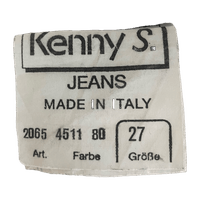 Kenny S.
JEANS
MADE IN ITALY
2065 4511 80 27
Art. Farbe Größe